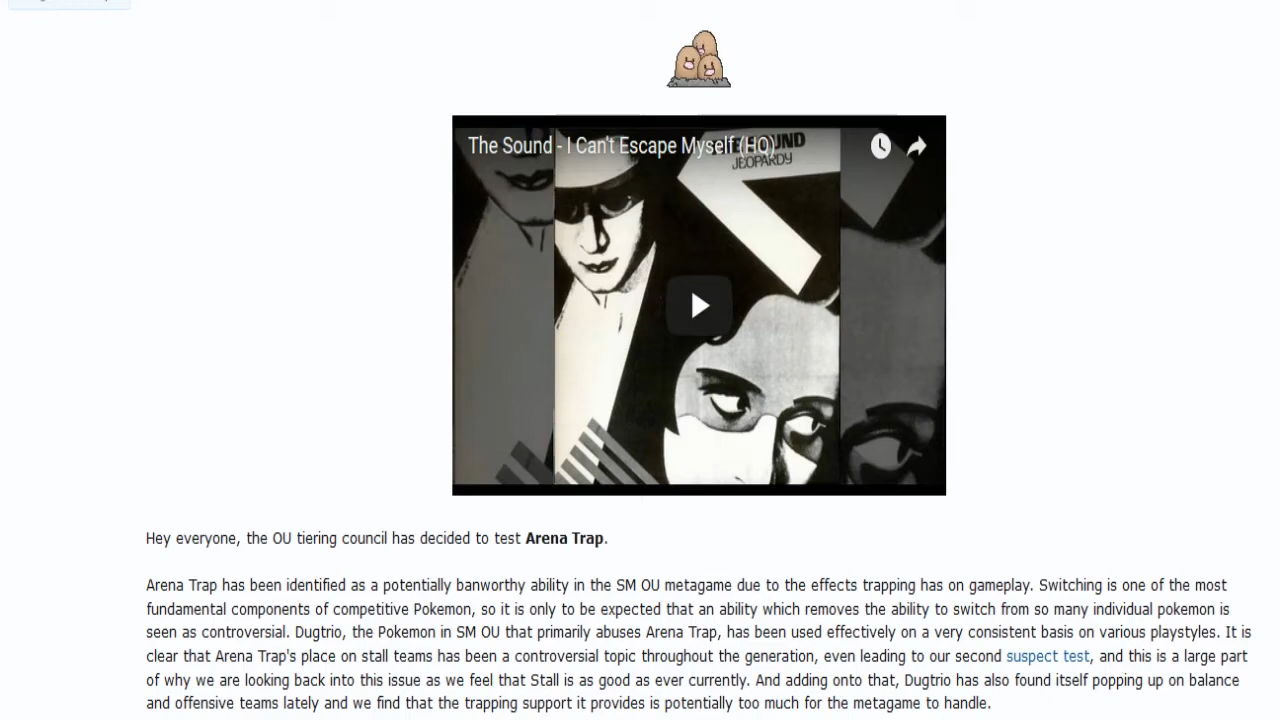 The Sound - I Can't Escape Myself (HQ)
JEOPARDY
Hey everyone, the OU tiering council has decided to test Arena Trap.
Arena Trap has been identified as a potentially banworthy ability in the SM OU metagame due to the effects trapping has on gameplay. Switching is one of the most
fundamental components of competitive Pokemon, so it is only to be expected that an ability which removes the ability to switch from so many individual pokemon is
seen as controversial. Dugtrio, the Pokemon in SM OU that primarily abuses Arena Trap, has been used effectively on a very consistent basis on various playstyles. It is
clear that Arena Trap's place on stall teams has been a controversial topic throughout the generation, even leading to our second suspect test, and this is a large part
of why we are looking back into this issue as we feel that Stall is as good as ever currently. And adding onto that, Dugtrio has also found itself popping up on balance
and offensive teams lately and we find that the trapping support it provides is potentially too much for the metagame to handle.